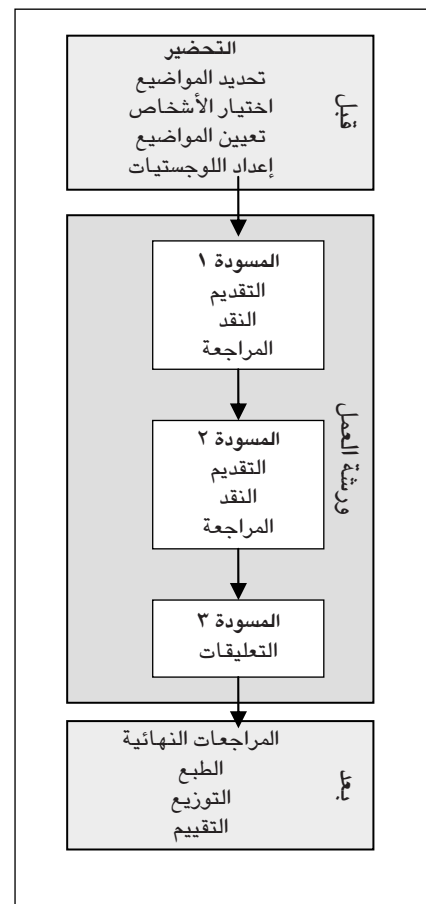 التحضير
تحديد المواضيع
اختيار الأشخاص
تعيين المواضيع
إعداد اللوجستيات
قبل
المسودة ١
التقديم
النقد
المراجعة
المسودة ٢
التقديم
النقد
المراجعة
المسودة ٣
التعليقات
ورشة العمل
المراجعات النهائية
الطبع
التوزيع
التقييم
بعد